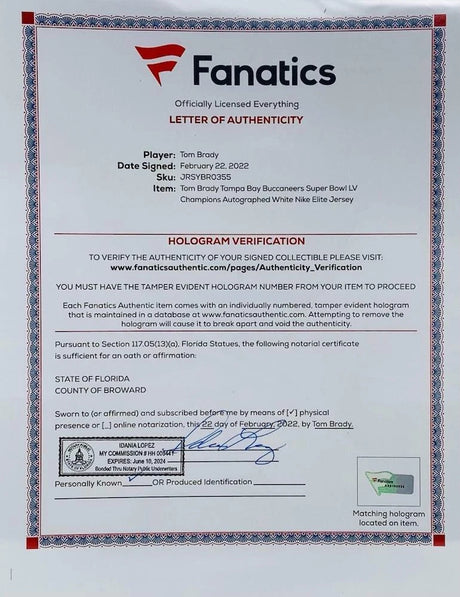 Fanatics
Officially Licensed Everything
LETTER OF AUTHENTICITY
Player: Tom Brady
Date Signed: February 22, 2022
Sku: JRSYBR0355
Item: Tom Brady Tampa Bay Buccaneers Super Bowl LV
Champions Autographed White Nike Elite Jersey
HOLOGRAM VERIFICATION
TO VERIFY THE AUTHENTICITY OF YOUR SIGNED COLLECTIBLE PLEASE VISIT:
www.fanaticsauthentic.com/pages/Authenticity_Verification
YOU MUST HAVE THE TAMPER EVIDENT HOLOGRAM NUMBER FROM YOUR ITEM TO PROCEED
Each Fanatics Authentic item comes with an individually numbered, tamper evident hologram
that is maintained in a database at www.fanaticsauthentic.com. Attempting to remove the
hologram will cause it to break apart and void the authenticity.
Pursuant to Section 117.05(13)(a), Florida Statues, the following notarial certificate
is sufficient for an oath or affirmation:
STATE OF FLORIDA
COUNTY OF BROWARD
Sworn to (or affirmed) and subscribed before me by means of [✓] physical
presence or [_] online notarization, this 22 day of February, 2022, by Tom Brady.
IDANIA LOPEZ
MY COMMISSION # HH
EXPIRES: June 10, 2024
Bonded Thru Notary Public Underwriters
Personally Known ✓ OR Produced Identification
Fanatics
Matching hologram
located on item.